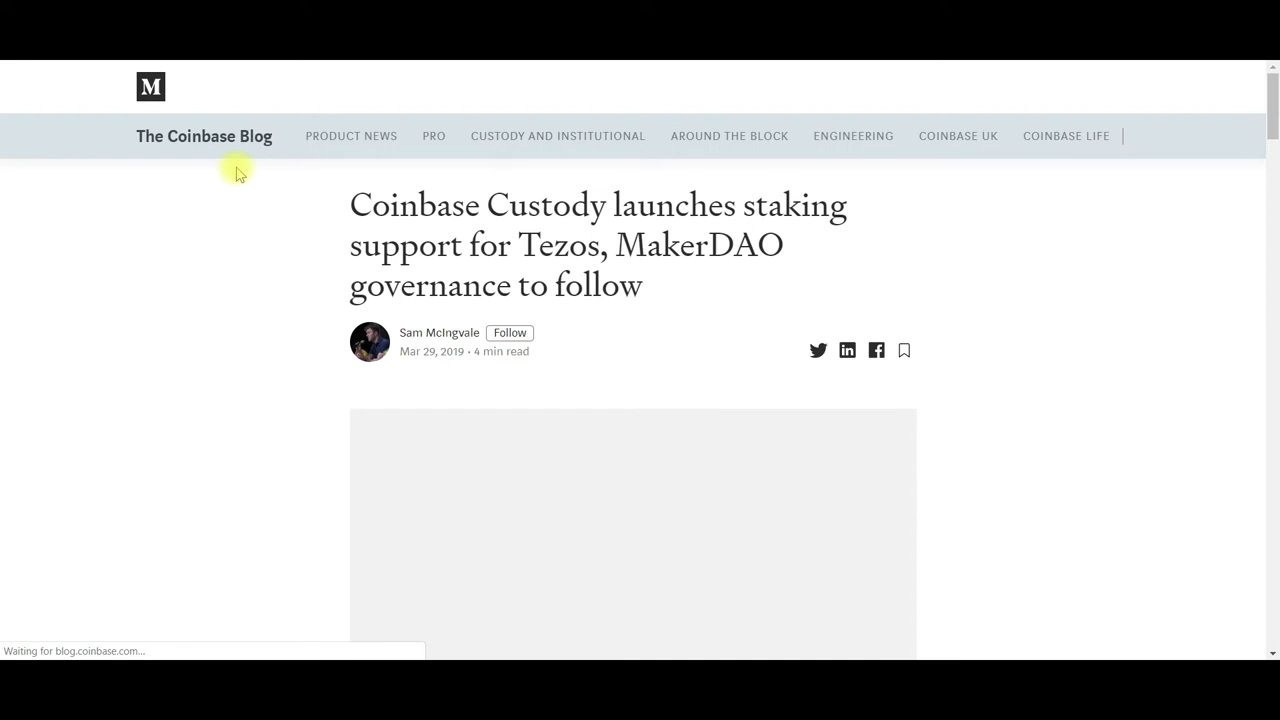 M
The Coinbase Blog PRODUCT NEWS PRO CUSTODY AND INSTITUTIONAL AROUND THE BLOCK ENGINEERING COINBASE UK COINBASE LIFE
Coinbase Custody launches staking
support for Tezos, MakerDAO
governance to follow
Sam McIngvale Follow
Mar 29, 2019 · 4 min read
Waiting for blog.coinbase.com...